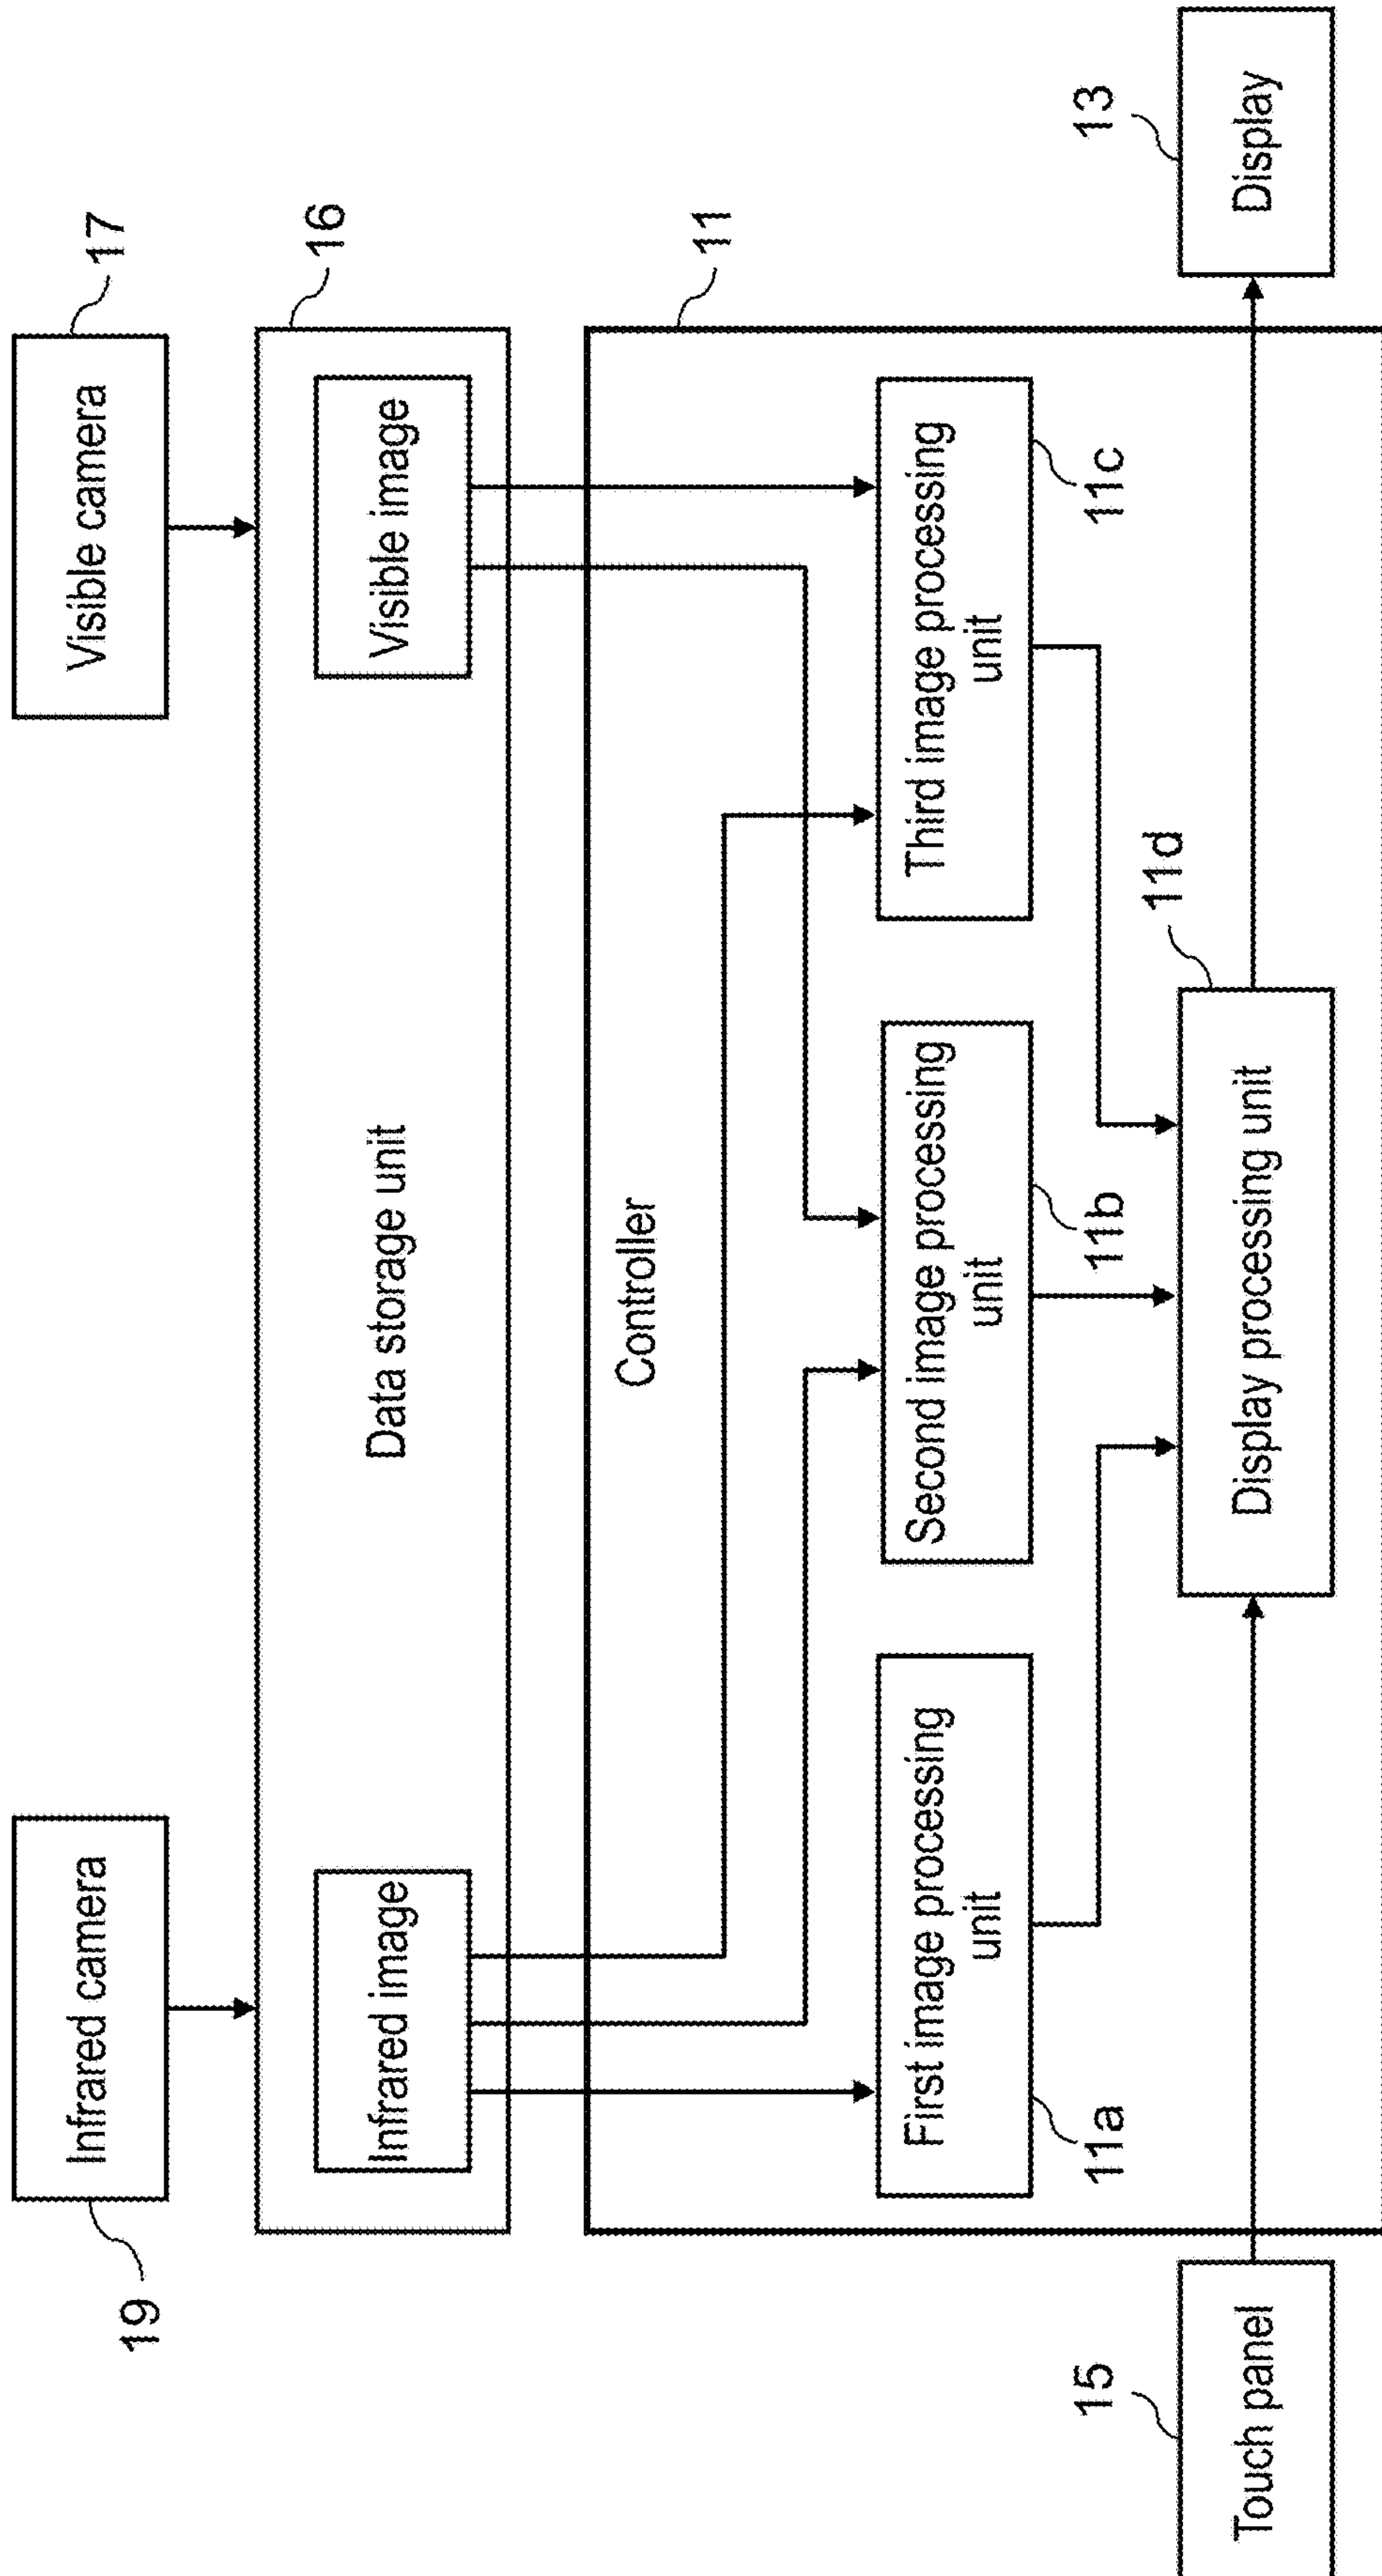 Infrared camera
19
Visible camera
17
16
Infrared image
Data storage unit
Visible image
11
Controller
First image processing
unit
11a
Second image processing
unit
11b
Third image processing
unit
11c
11d
15
Touch panel
Display processing unit
13
Display